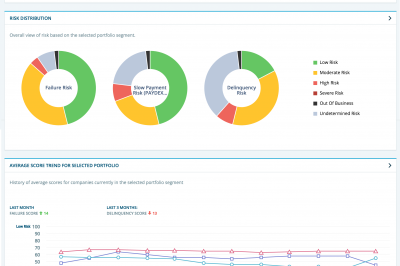 RISK DISTRIBUTION
Overall view of risk based on the selected portfolio segment.
Failure Risk
Slow Payment
Risk (PAYDEX...
Delinquency
Risk
Low Risk
Moderate Risk
High Risk
Severe Risk
Out Of Business
Undetermined Risk
AVERAGE SCORE TREND FOR SELECTED PORTFOLIO
History of average scores for companies currently in the selected portfolio segment
LAST MONTH
FAILURE SCORE 14
LAST 3 MONTHS:
DELINQUENCY SCORE 13
Low Risk 100
90
80
70
60
50